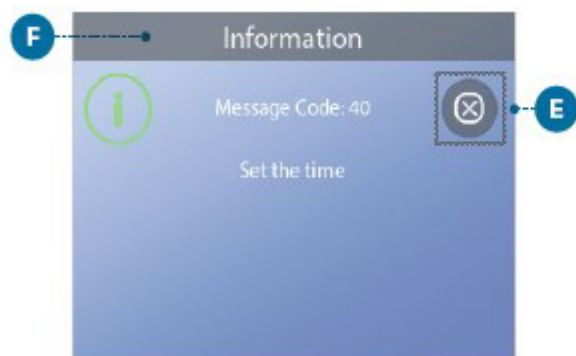 F
Information
Message Code: 40
E
Set the time